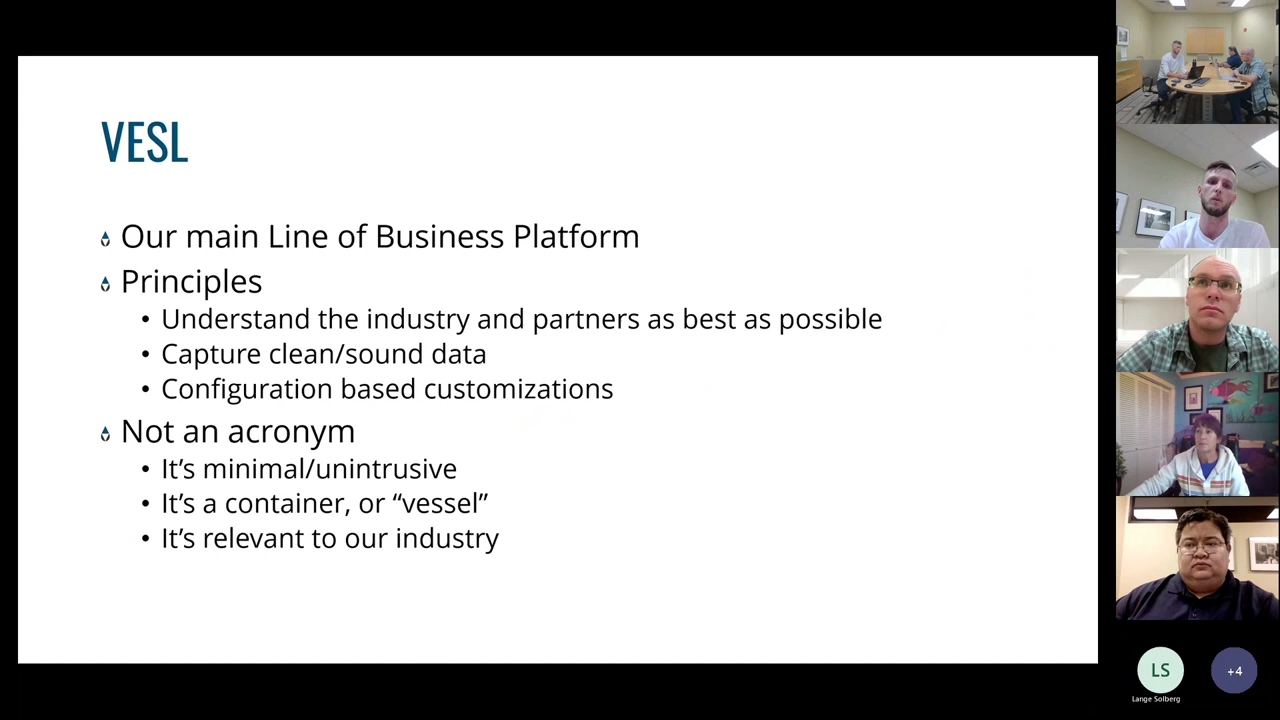 VESL
Our main Line of Business Platform
Principles
• Understand the industry and partners as best as possible
• Capture clean/sound data
• Configuration based customizations
Not an acronym
• It’s minimal/unintrusive
• It’s a container, or “vessel”
• It’s relevant to our industry
LS
+4
Lange Solberg